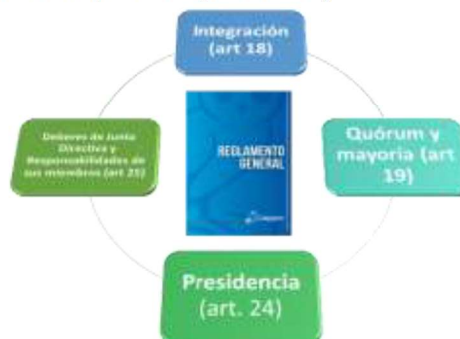 Integración
(art 18)
Quórum y
mayoria (art
19)
Presidencia
(art. 24)
Deberes de Junta
Directiva y
Responsabilidades de
sus miembros (art 25)
REGLAMENTO
GENERAL